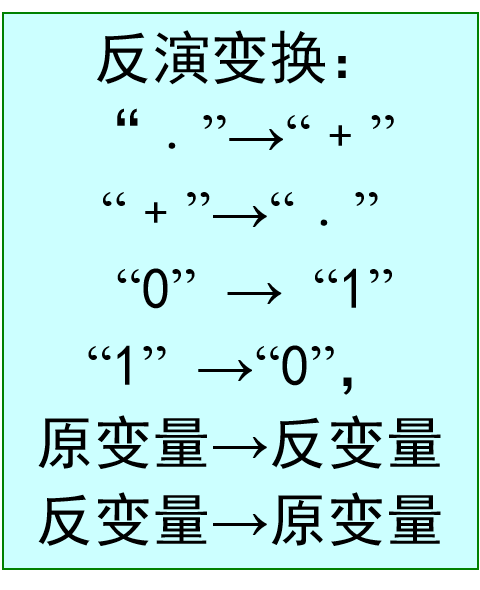 反演变换：
“ . ”→“ + ”
“ + ”→“ . ”
“0” → “1”
“1” →“0”，
原变量→反变量
反变量→原变量